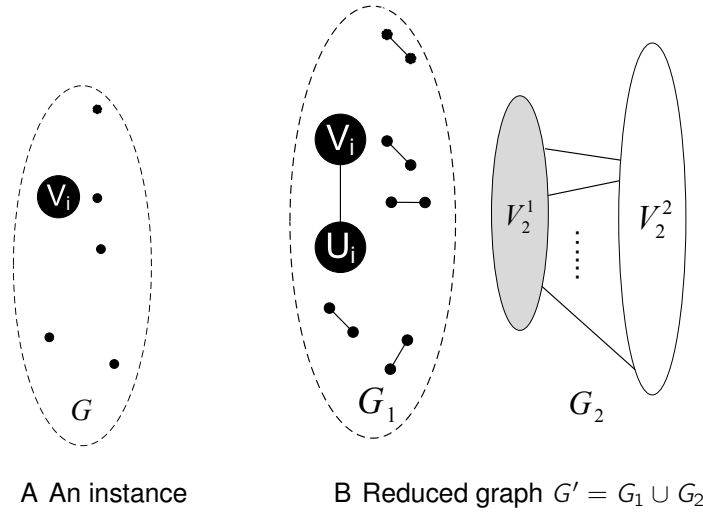 V_i
G
V_i
U_i
G_1
V_2^1
V_2^2
G_2
A An instance
B Reduced graph G′ = G_1 ∪ G_2